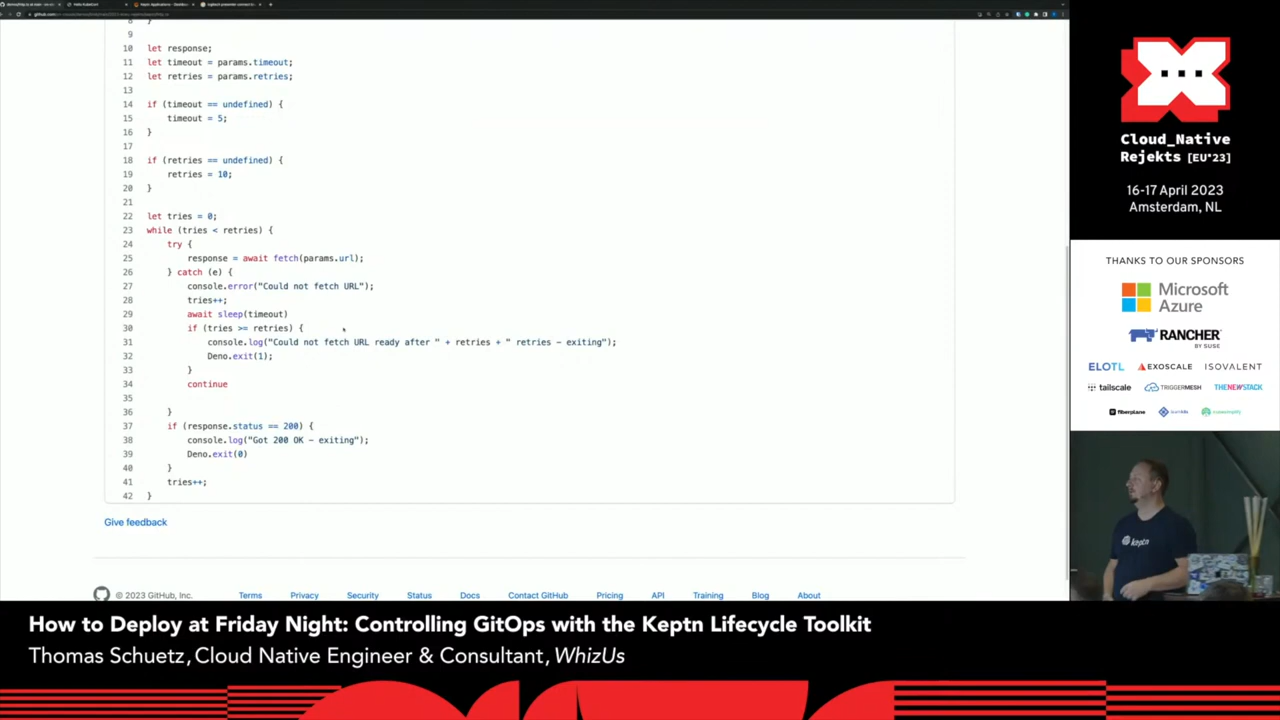 8 }
9
10 let response;
11 let timeout = params.timeout;
12 let retries = params.retries;
13
14 if (timeout == undefined) {
15 timeout = 5;
16 }
17
18 if (retries == undefined) {
19 retries = 10;
20 }
21
22 let tries = 0;
23 while (tries < retries) {
24 try {
25 response = await fetch(params.url);
26 } catch (e) {
27 console.error("Could not fetch URL");
28 tries++;
29 await sleep(timeout)
30 if (tries >= retries) {
31 console.log("Could not fetch URL ready after " + retries + " retries - exiting");
32 Deno.exit(1);
33 }
34 continue
35
36 }
37 if (response.status == 200) {
38 console.log("Got 200 OK - exiting");
39 Deno.exit(0)
40 }
41 tries++;
42 }
Give feedback
© 2023 GitHub, Inc. Terms Privacy Security Status Docs Contact GitHub Pricing API Training Blog About
Cloud_Native
Rejekts [EU'23]
16-17 April 2023
Amsterdam, NL
THANKS TO OUR SPONSORS
Microsoft
Azure
RANCHER
BY SUSE
ELOTL EXOSCALE ISOVALENT
tailscale TRIGGERMESH THENEWSTACK
fiberplane
keptn
How to Deploy at Friday Night: Controlling GitOps with the Keptn Lifecycle Toolkit
Thomas Schuetz, Cloud Native Engineer & Consultant, WhizUs